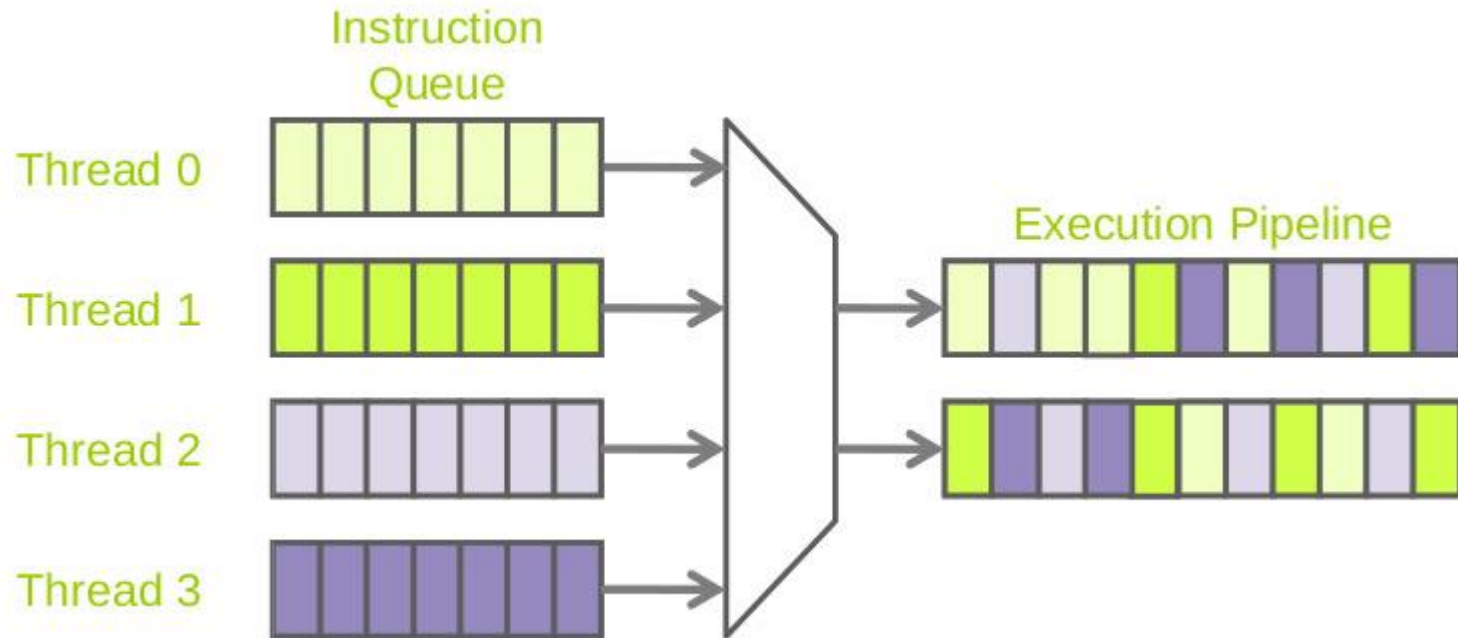 Instruction
Queue
Thread 0
Execution Pipeline
Thread 1
Thread 2
Thread 3